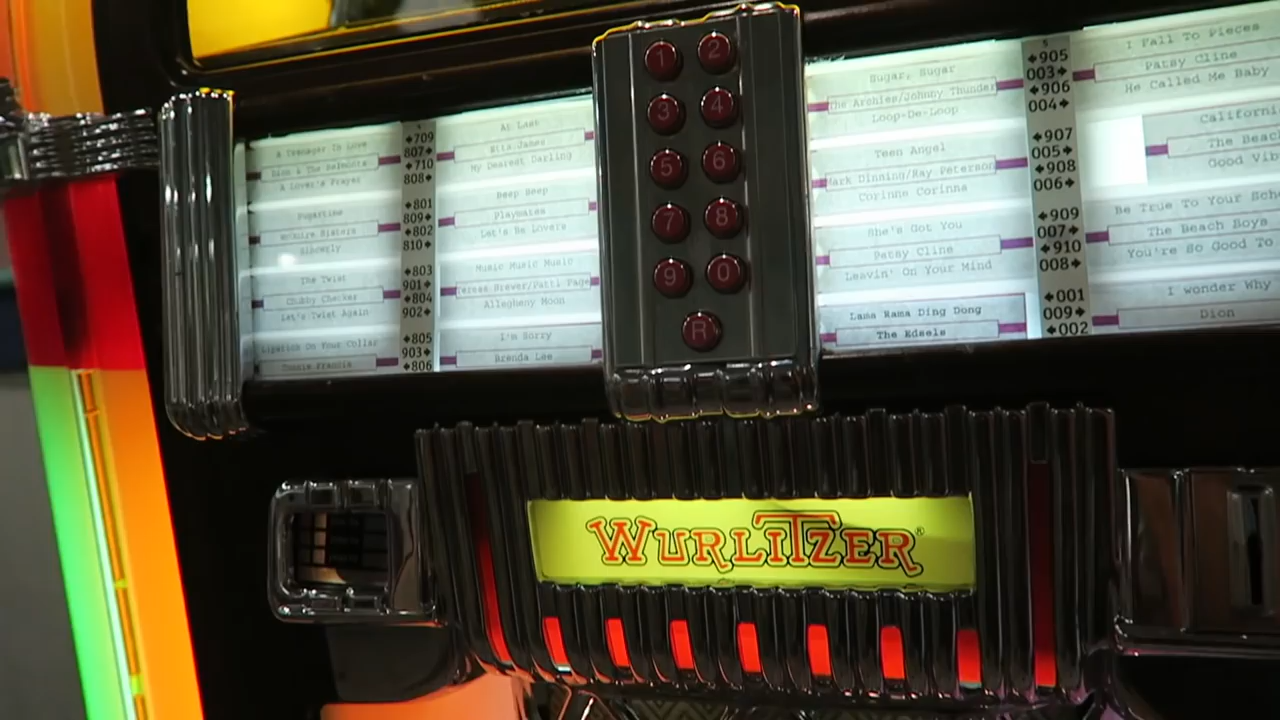 A Teenager In Love
Dion & The Belmonts
A Lover's Prayer
Sugartime
McGuire Sisters
Sincerely
The Twist
Chubby Checker
Let's Twist Again
Lipstick On Your Collar
Connie Francis
709
807
710
808
801
809
802
810
803
901
804
902
805
903
806
At Last
Etta James
My Dearest Darling
Beep Beep
Playmates
Let's Be Lovers
Music Music Music
Teresa Brewer/Patti Page
Allegheny Moon
I'm Sorry
Brenda Lee
1 2
3 4
5 6
7 8
9 0
R
Sugar, Sugar
The Archies/Johnny Thunder
Loop-De-Loop
Teen Angel
Mark Dinning/Ray Peterson
Corinne Corinna
She's Got You
Patsy Cline
Leavin' On Your Mind
Lama Rama Ding Dong
The Edsels
905
003
906
004
907
005
908
006
909
007
910
008
001
009
002
I Fall To Pieces
Patsy Cline
He Called Me Baby
Californi
The Beac
Good Vib
Be True To Your Sch
The Beach Boys
You're So Good To
I wonder Why
Dion
WURLITZER®